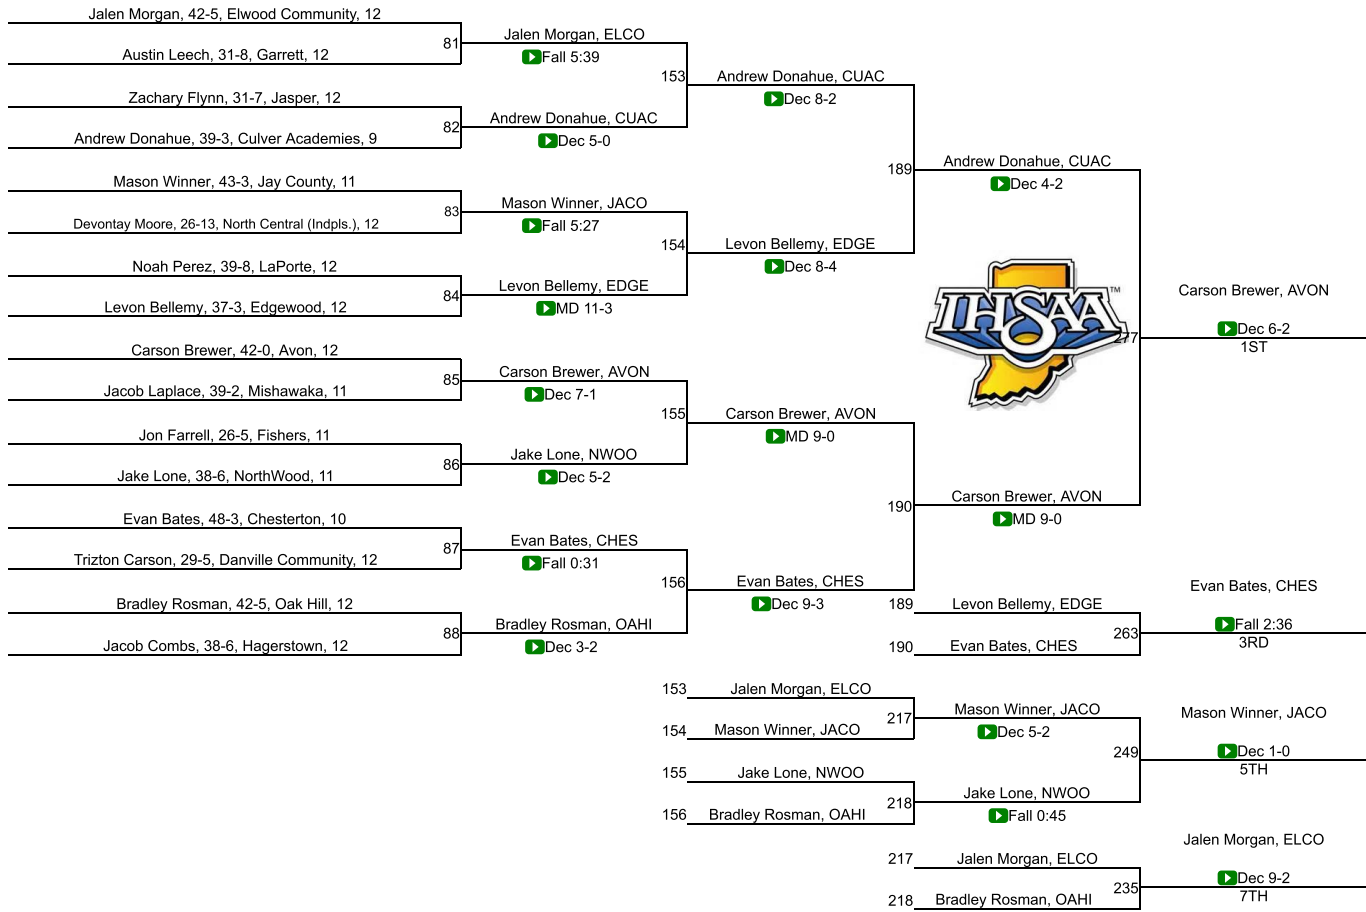 Jalen Morgan, 42-5, Elwood Community, 12
81
Austin Leech, 31-8, Garrett, 12
Jalen Morgan, ELCO
Fall 5:39
Zachary Flynn, 31-7, Jasper, 12
82
Andrew Donahue, 39-3, Culver Academies, 9
Andrew Donahue, CUAC
Dec 5-0
153
Andrew Donahue, CUAC
Dec 8-2
Mason Winner, 43-3, Jay County, 11
83
Devontay Moore, 26-13, North Central (Indpls.), 12
Mason Winner, JACO
Fall 5:27
Noah Perez, 39-8, LaPorte, 12
84
Levon Bellemy, 37-3, Edgewood, 12
Levon Bellemy, EDGE
MD 11-3
154
Levon Bellemy, EDGE
Dec 8-4
189
Andrew Donahue, CUAC
Dec 4-2
Carson Brewer, 42-0, Avon, 12
85
Jacob Laplace, 39-2, Mishawaka, 11
Carson Brewer, AVON
Dec 7-1
Jon Farrell, 26-5, Fishers, 11
86
Jake Lone, 38-6, NorthWood, 11
Jake Lone, NWOO
Dec 5-2
155
Carson Brewer, AVON
MD 9-0
Evan Bates, 48-3, Chesterton, 10
87
Trizton Carson, 29-5, Danville Community, 12
Evan Bates, CHES
Fall 0:31
Bradley Rosman, 42-5, Oak Hill, 12
88
Jacob Combs, 38-6, Hagerstown, 12
Bradley Rosman, OAHI
Dec 3-2
156
Evan Bates, CHES
Dec 9-3
190
Carson Brewer, AVON
MD 9-0
IHSAA™
277
Carson Brewer, AVON
Dec 6-2
1ST
189
Levon Bellemy, EDGE
190
Evan Bates, CHES
263
Evan Bates, CHES
Fall 2:36
3RD
153
Jalen Morgan, ELCO
154
Mason Winner, JACO
217
Mason Winner, JACO
Dec 5-2
155
Jake Lone, NWOO
156
Bradley Rosman, OAHI
218
Jake Lone, NWOO
Fall 0:45
249
Mason Winner, JACO
Dec 1-0
5TH
217
Jalen Morgan, ELCO
218
Bradley Rosman, OAHI
235
Jalen Morgan, ELCO
Dec 9-2
7TH